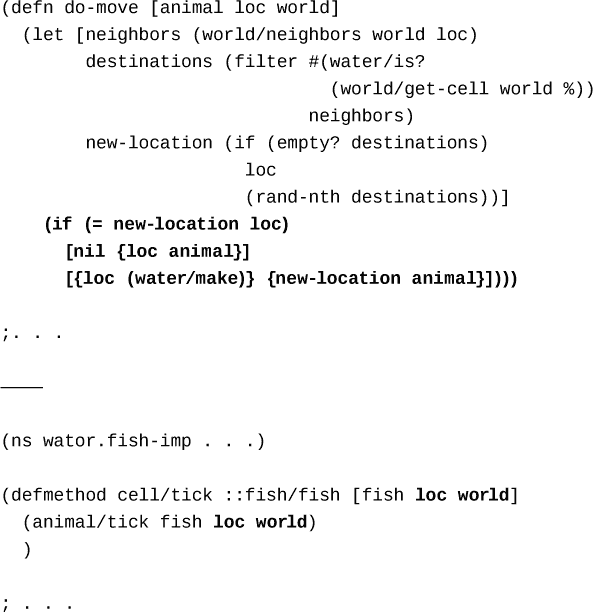 (defn do-move [animal loc world]
  (let [neighbors (world/neighbors world loc)
        destinations (filter #(water/is?
                               (world/get-cell world %))
                             neighbors)
        new-location (if (empty? destinations)
                       loc
                       (rand-nth destinations))]
    (if (= new-location loc)
      [nil {loc animal}]
      [{loc (water/make)} {new-location animal}])))
;. . .
____
(ns wator.fish-imp . . .)
(defmethod cell/tick ::fish/fish [fish loc world]
  (animal/tick fish loc world)
  )
; . . .